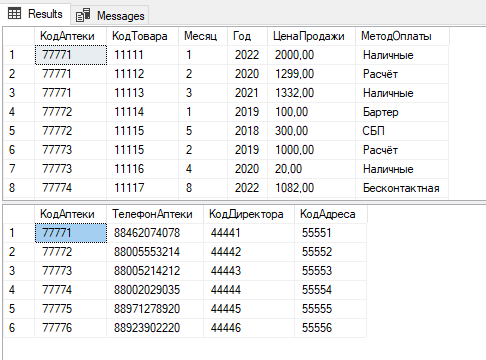 Results Messages
КодАптеки КодТовара Месяц Год ЦенаПродажи МетодОплаты
1 77771 11111 1 2022 2000,00 Наличные
2 77771 11112 2 2020 1299,00 Расчёт
3 77771 11113 3 2021 1332,00 Наличные
4 77772 11114 1 2019 100,00 Бартер
5 77772 11115 5 2018 300,00 СБП
6 77773 11115 2 2019 1000,00 Расчёт
7 77773 11116 4 2020 20,00 Наличные
8 77774 11117 8 2022 1082,00 Бесконтактная
КодАптеки ТелефонАптеки КодДиректора КодАдреса
1 77771 88462074078 44441 55551
2 77772 88005553214 44442 55552
3 77773 88005214212 44443 55553
4 77774 88002029035 44444 55554
5 77775 88971278920 44445 55555
6 77776 88923902220 44446 55556